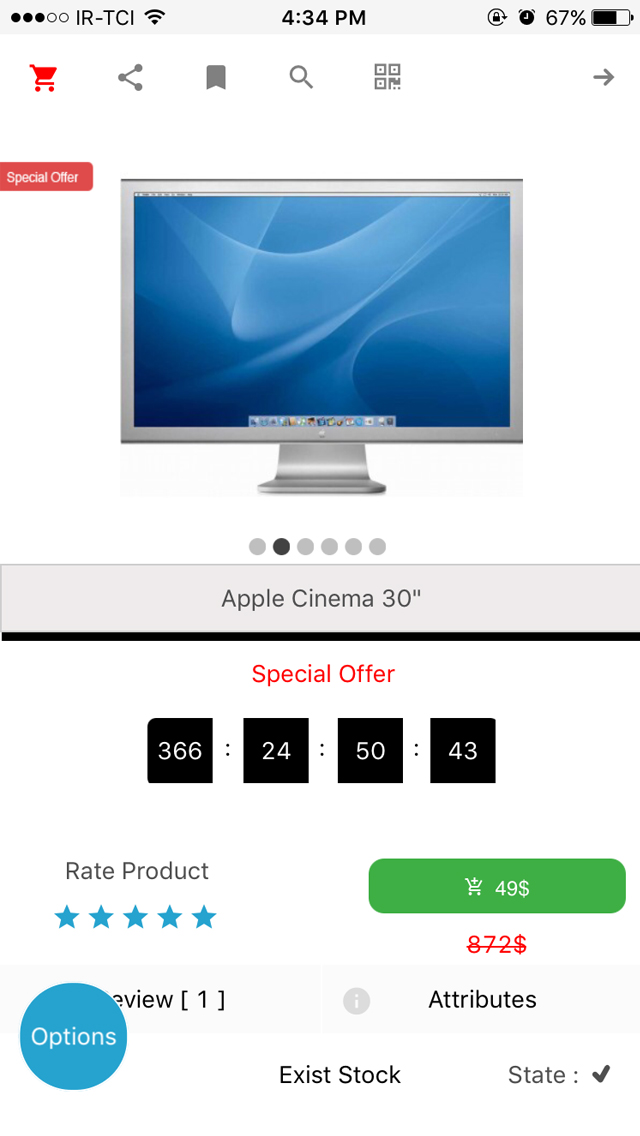 IR-TCI 4:34 PM 67%
Special Offer
Apple Cinema 30"
Special Offer
366 : 24 : 50 : 43
Rate Product
49$
872$
eview [ 1 ] Attributes
Options
Exist Stock State :